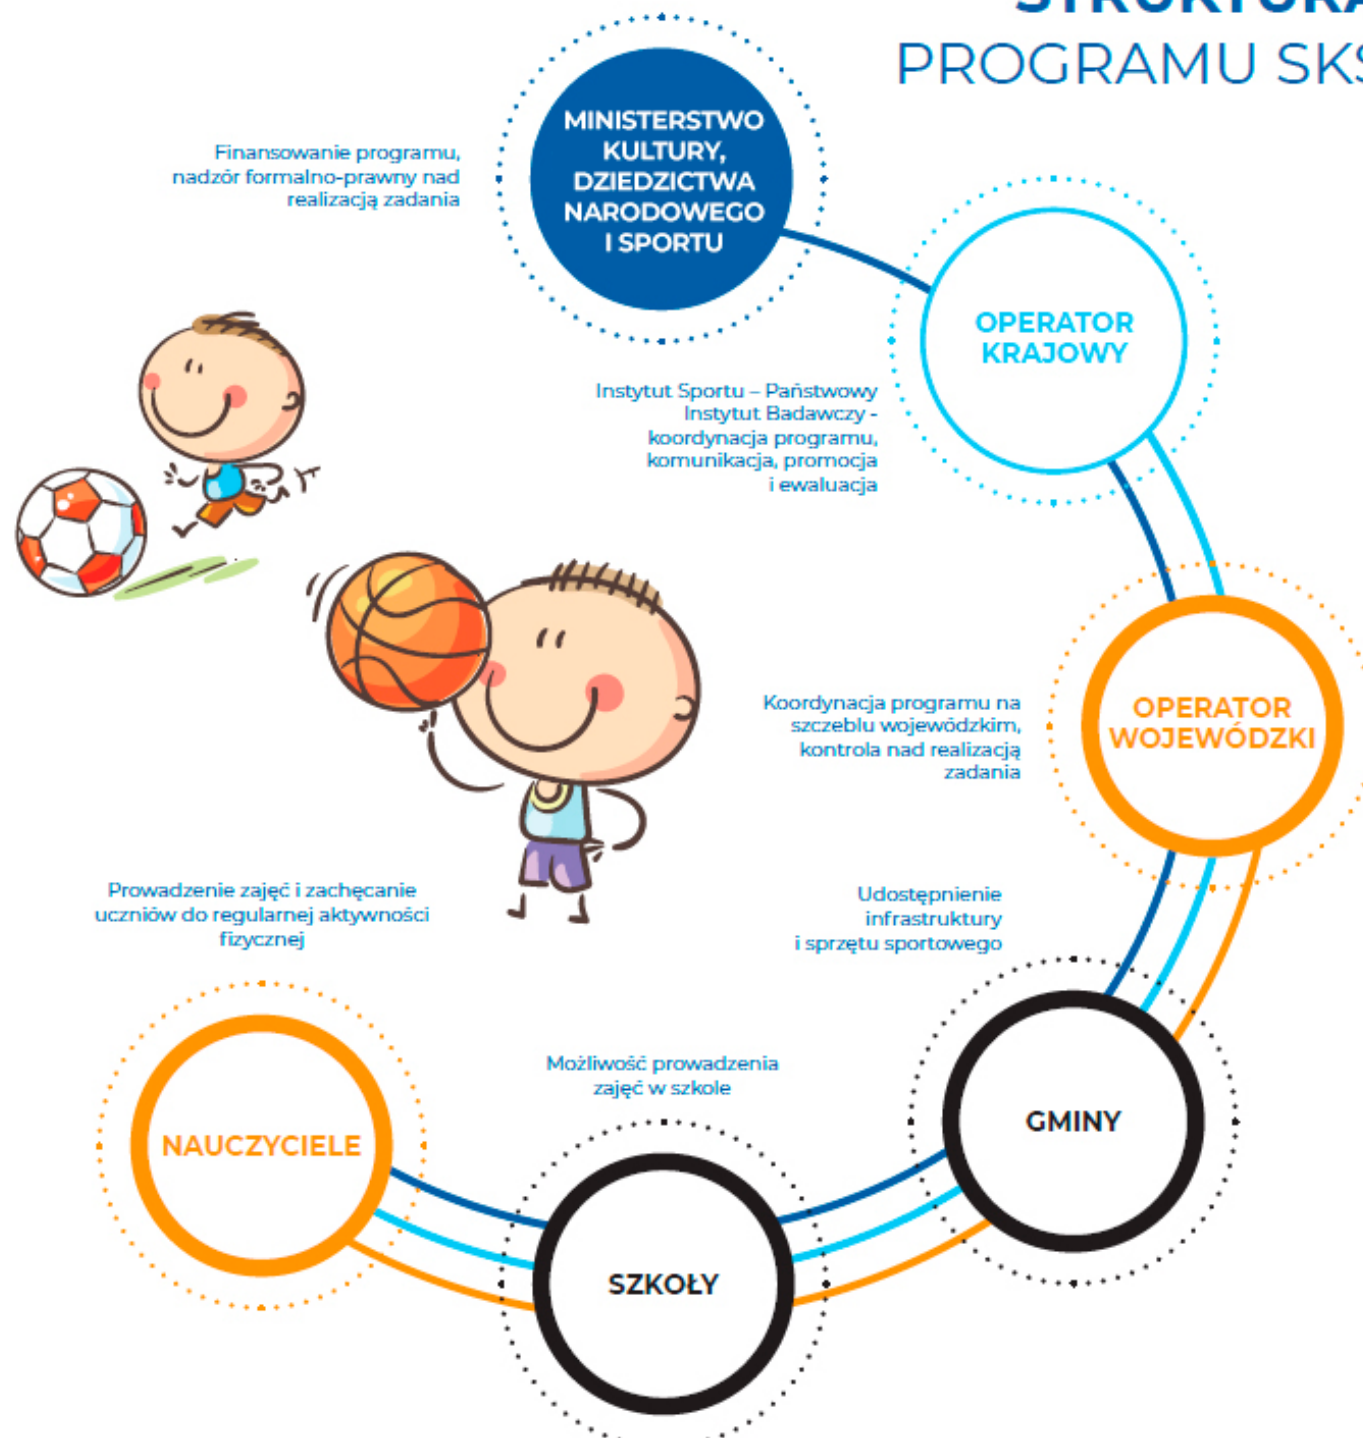 STRUKTURA
PROGRAMU SKS
MINISTERSTWO
KULTURY,
DZIEDZICTWA
NARODOWEGO
I SPORTU
Finansowanie programu,
nadzór formalno-prawny nad
realizacją zadania
OPERATOR
KRAJOWY
Instytut Sportu – Państwowy
Instytut Badawczy -
koordynacja programu,
komunikacja, promocja
i ewaluacja
OPERATOR
WOJEWÓDZKI
Koordynacja programu na
szczeblu wojewódzkim,
kontrola nad realizacją
zadania
Udostępnienie
infrastruktury
i sprzętu sportowego
GMINY
Możliwość prowadzenia
zajęć w szkole
SZKOŁY
Prowadzenie zajęć i zachęcanie
uczniów do regularnej aktywności
fizycznej
NAUCZYCIELE